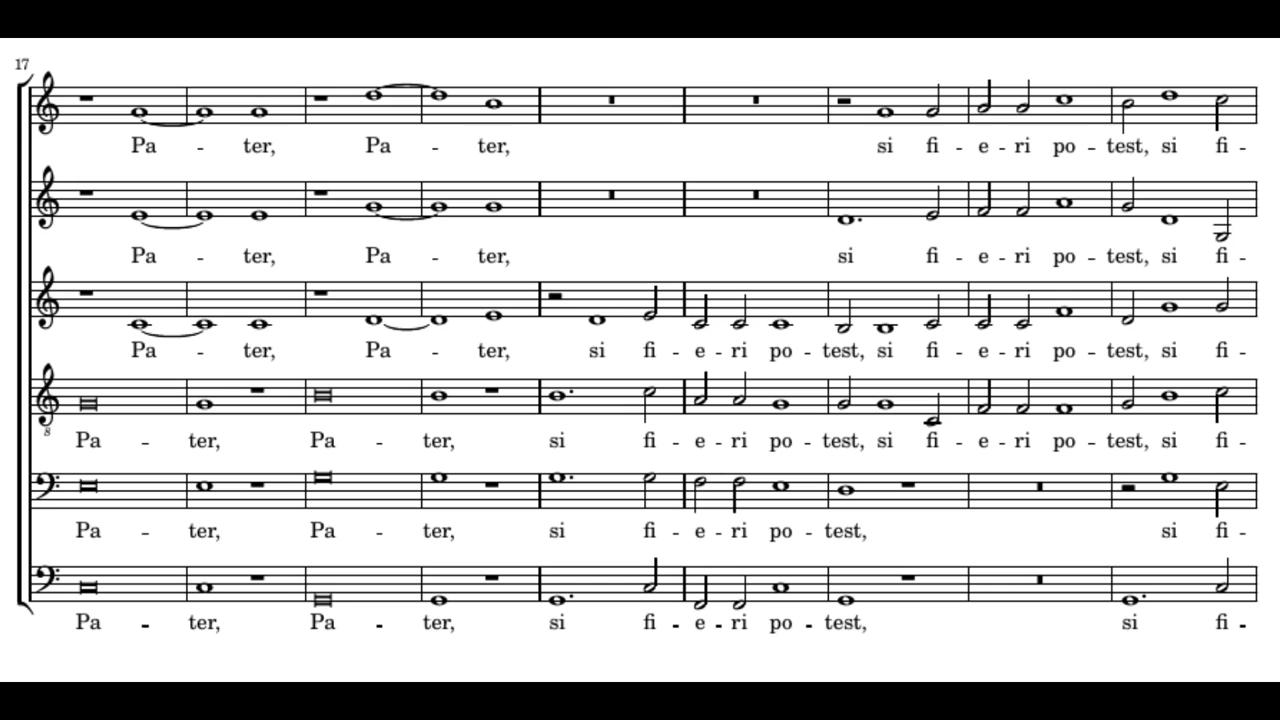 17
Pa - ter, Pa - ter, si fi - e - ri po - test, si fi -
Pa - ter, Pa - ter, si fi - e - ri po - test, si fi -
Pa - ter, Pa - ter, si fi - e - ri po - test, si fi - e - ri po - test, si fi -
8
Pa - ter, Pa - ter, si fi - e - ri po - test, si fi - e - ri po - test, si fi -
Pa - ter, Pa - ter, si fi - e - ri po - test, si fi -
Pa - ter, Pa - ter, si fi - e - ri po - test, si fi -